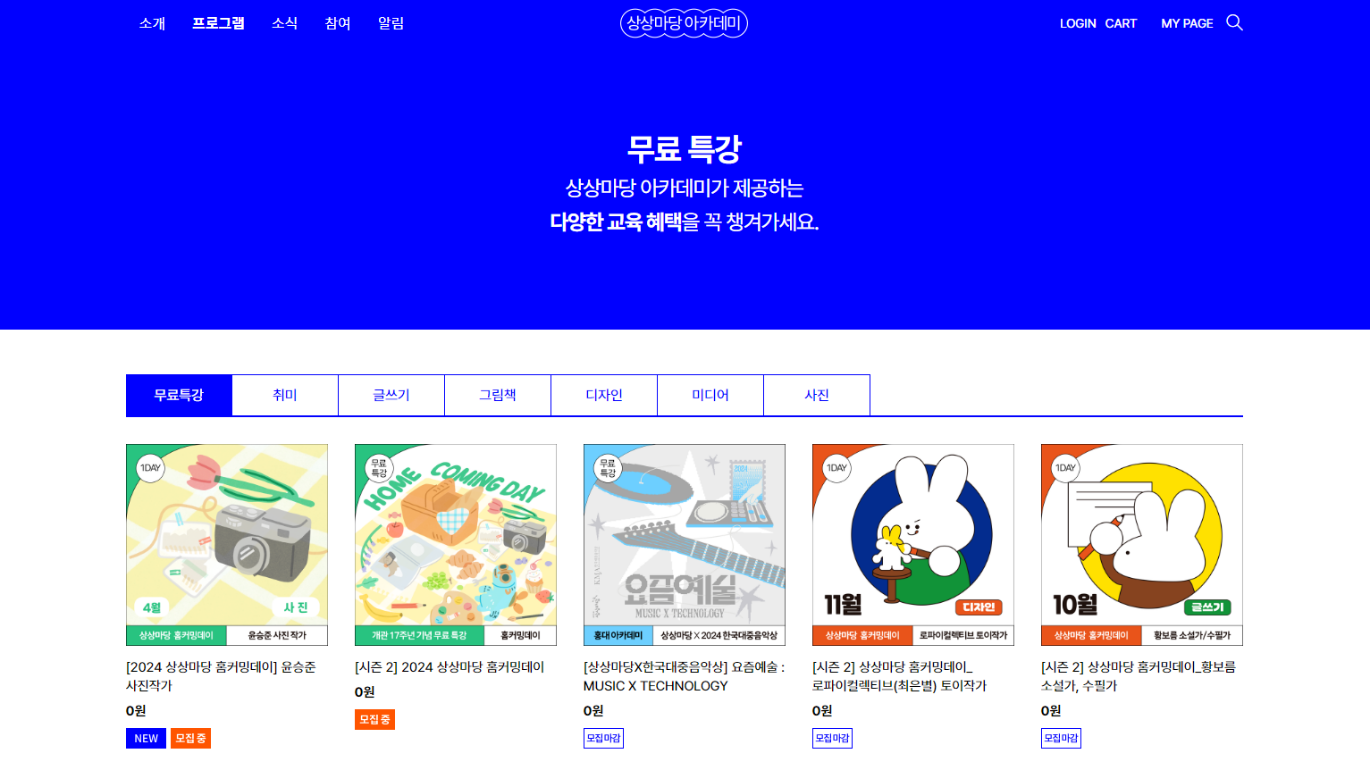 소개 프로그램 소식 참여 알림
상상마당 아카데미
LOGIN CART MY PAGE
무료 특강
상상마당 아카데미가 제공하는
다양한 교육 혜택을 꼭 챙겨가세요.
무료특강 취미 글쓰기 그림책 디자인 미디어 사진
1DAY
4월
사진
상상마당 홈커밍데이
윤승준 사진 작가
[2024 상상마당 홈커밍데이] 윤승준
사진작가
0원
NEW 모집 중
무료
특강
HOME COMING DAY
개관 17주년 기념 무료 특강
홈커밍데이
[시즌 2] 2024 상상마당 홈커밍데이
0원
모집 중
무료
특강
2024
요즘예술
MUSIC X TECHNOLOGY
홍대 아카데미
상상마당 X 2024 한국대중음악상
[상상마당X한국대중음악상] 요즘예술 :
MUSIC X TECHNOLOGY
0원
모집마감
1DAY
11월
디자인
상상마당 홈커밍데이
로파이컬렉티브 토이작가
[시즌 2] 상상마당 홈커밍데이_
로파이컬렉티브(최은별) 토이작가
0원
모집마감
1DAY
10월
글쓰기
상상마당 홈커밍데이
황보름 소설가/수필가
[시즌 2] 상상마당 홈커밍데이_황보름
소설가, 수필가
0원
모집마감